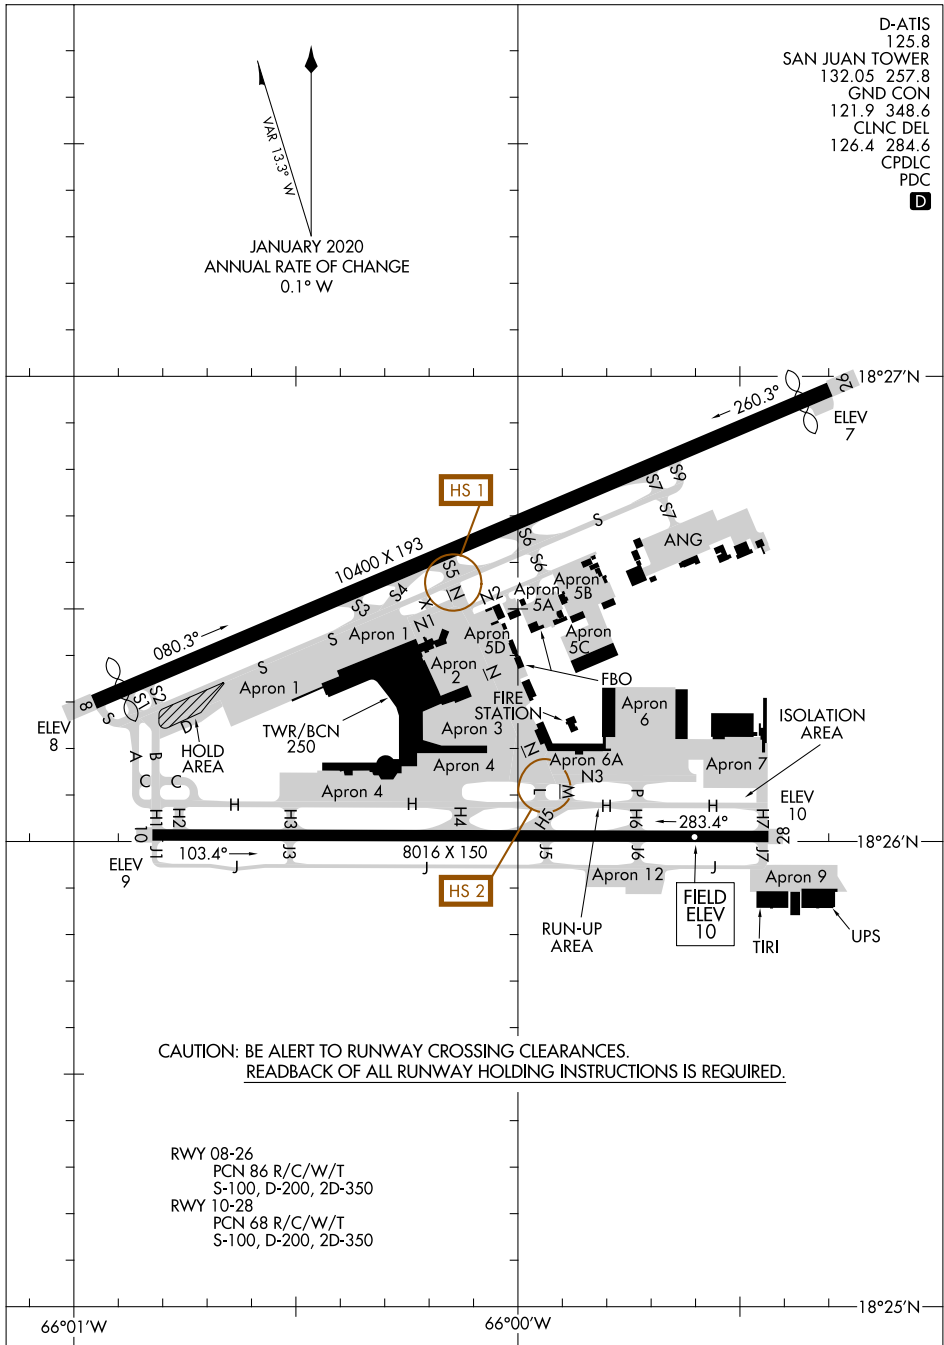 D-ATIS
125.8
SAN JUAN TOWER
132.05 257.8
GND CON
121.9 348.6
CLNC DEL
126.4 284.6
CPDLC
PDC
D
VAR 13.3° W
JANUARY 2020
ANNUAL RATE OF CHANGE
0.1° W
18°27'N
26
260.3°
ELEV
7
HS 1
S9
S7
S7
S
S6
S6
ANG
10400 X 193
S5
N
S4
S3
X
N1
N2
Apron
5A
Apron
5B
Apron
5C
Apron
5D
080.3°
S
S
Apron 1
Apron 1
Apron
2
N
FBO
FIRE
STATION
Apron
6
S1
S2
S
8
ELEV
8
D
HOLD
AREA
TWR/BCN
250
Apron 3
N
Apron 6A
N3
Apron 7
ISOLATION
AREA
A
B
C
C
Apron 4
Apron 4
L
M
P
H
H
H
H
ELEV
10
H1
H2
H3
H4
H5
H6
H7
283.4°
10
28
18°26'N
ELEV
9
J1
103.4°
J3
8016 X 150
J5
J6
J7
J
J
J
HS 2
Apron 12
Apron 9
FIELD
ELEV
10
RUN-UP
AREA
TIRI
UPS
CAUTION: BE ALERT TO RUNWAY CROSSING CLEARANCES.
READBACK OF ALL RUNWAY HOLDING INSTRUCTIONS IS REQUIRED.
RWY 08-26
PCN 86 R/C/W/T
S-100, D-200, 2D-350
RWY 10-28
PCN 68 R/C/W/T
S-100, D-200, 2D-350
18°25'N
66°01'W
66°00'W